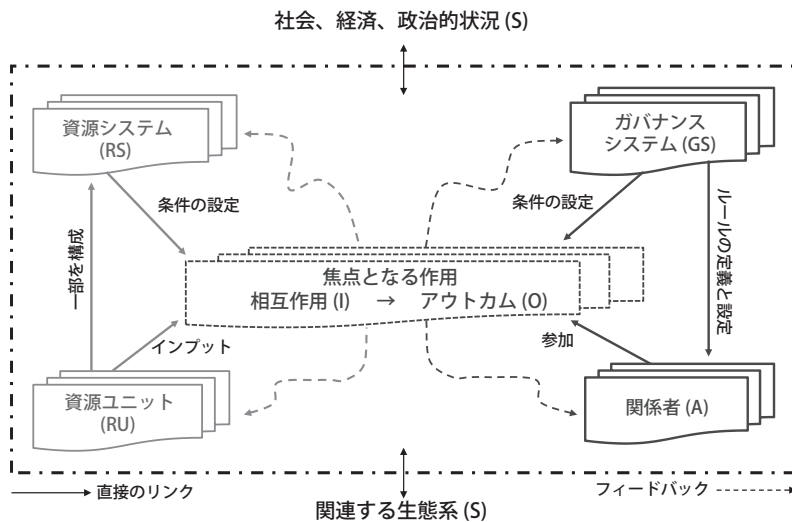 社会、経済、政治的状況 (S)
資源システム
(RS)
ガバナンス
システム (GS)
条件の設定
条件の設定
一部を構成
ルールの定義と設定
焦点となる作用
相互作用 (I) → アウトカム (O)
インプット
参加
資源ユニット
(RU)
関係者 (A)
直接のリンク
フィードバック
関連する生態系 (S)